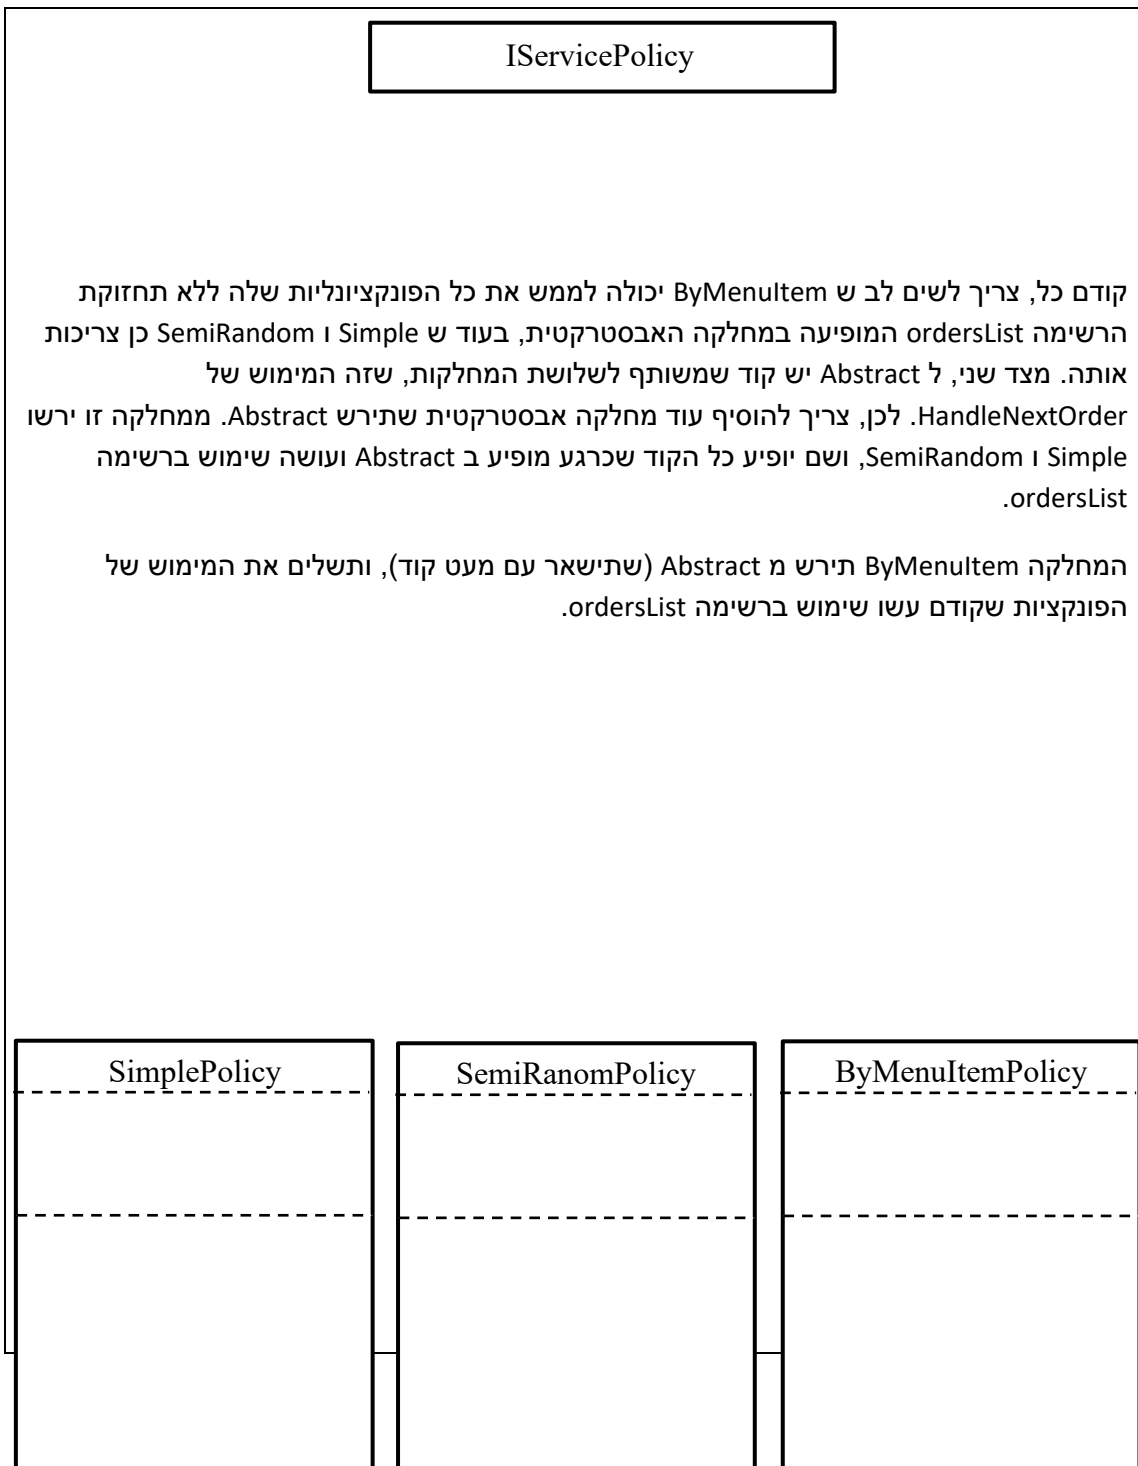 IServicePolicy
קודם כל, צריך לשים לב ש ByMenuItem יכולה לממש את כל הפונקציונליות שלה ללא תחזוקת
הרשימה ordersList המופיעה במחלקה האבסטרקטית, בעוד ש Simple ו SemiRandom כן צריכות
אותה. מצד שני, ל Abstract יש קוד שמשותף לשלושת המחלקות, שזה המימוש של
HandleNextOrder. לכן, צריך להוסיף עוד מחלקה אבסטרקטית שתירש Abstract. ממחלקה זו ירשו
Simple ו SemiRandom, ושם יופיע כל הקוד שכרגע מופיע ב Abstract ועושה שימוש ברשימה
ordersList.
המחלקה ByMenuItem תירש מ Abstract (שתישאר עם מעט קוד), ותשלים את המימוש של
הפונקציות שקודם עשו שימוש ברשימה ordersList.
SimplePolicy
SemiRanomPolicy
ByMenuItemPolicy